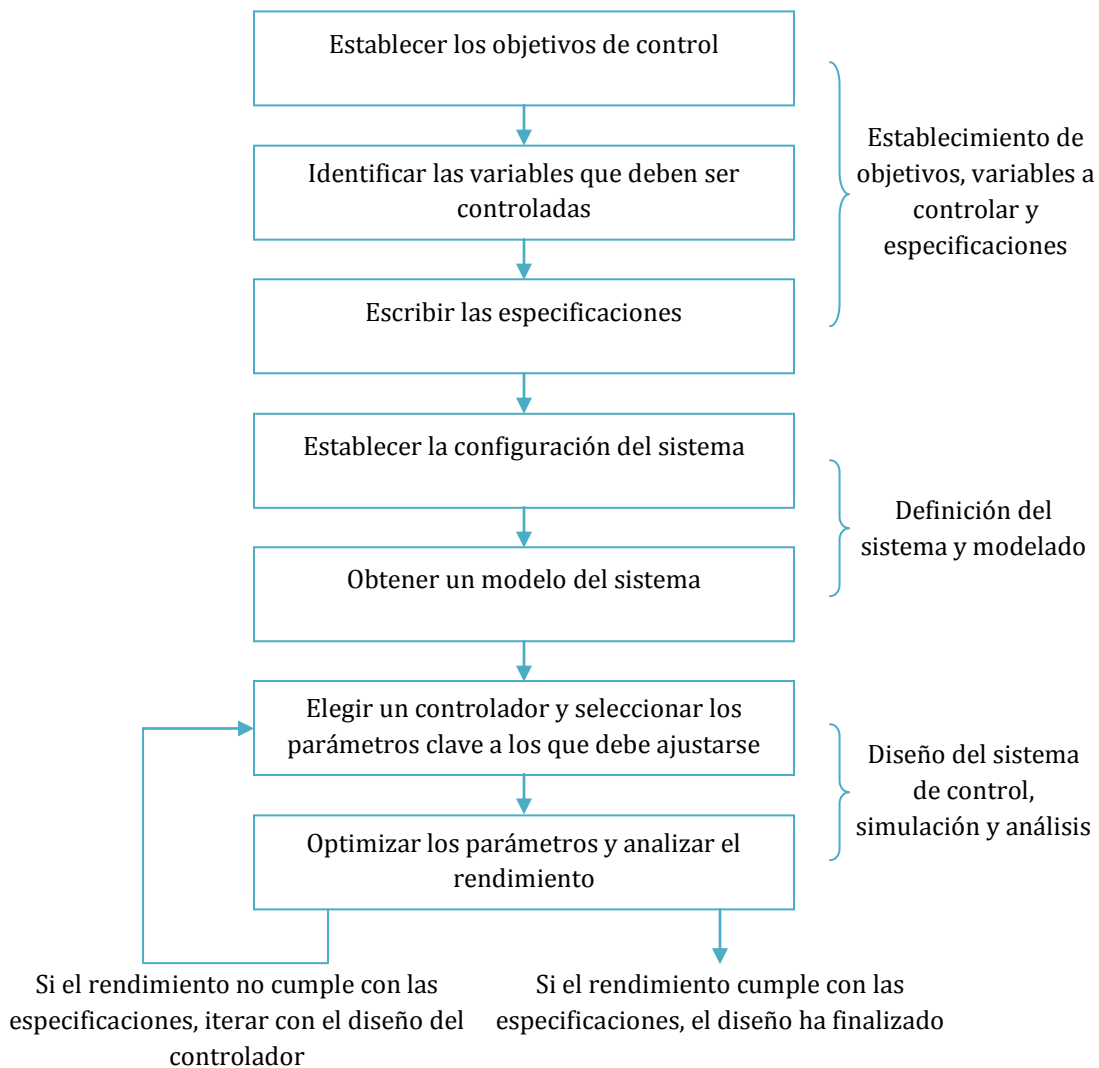 Establecer los objetivos de control
Identificar las variables que deben ser
controladas
Escribir las especificaciones
Establecimiento de
objetivos, variables a
controlar y
especificaciones
Establecer la configuración del sistema
Obtener un modelo del sistema
Definición del
sistema y modelado
Elegir un controlador y seleccionar los
parámetros clave a los que debe ajustarse
Optimizar los parámetros y analizar el
rendimiento
Diseño del sistema
de control,
simulación y análisis
Si el rendimiento no cumple con las
especificaciones, iterar con el diseño del
controlador
Si el rendimiento cumple con las
especificaciones, el diseño ha finalizado